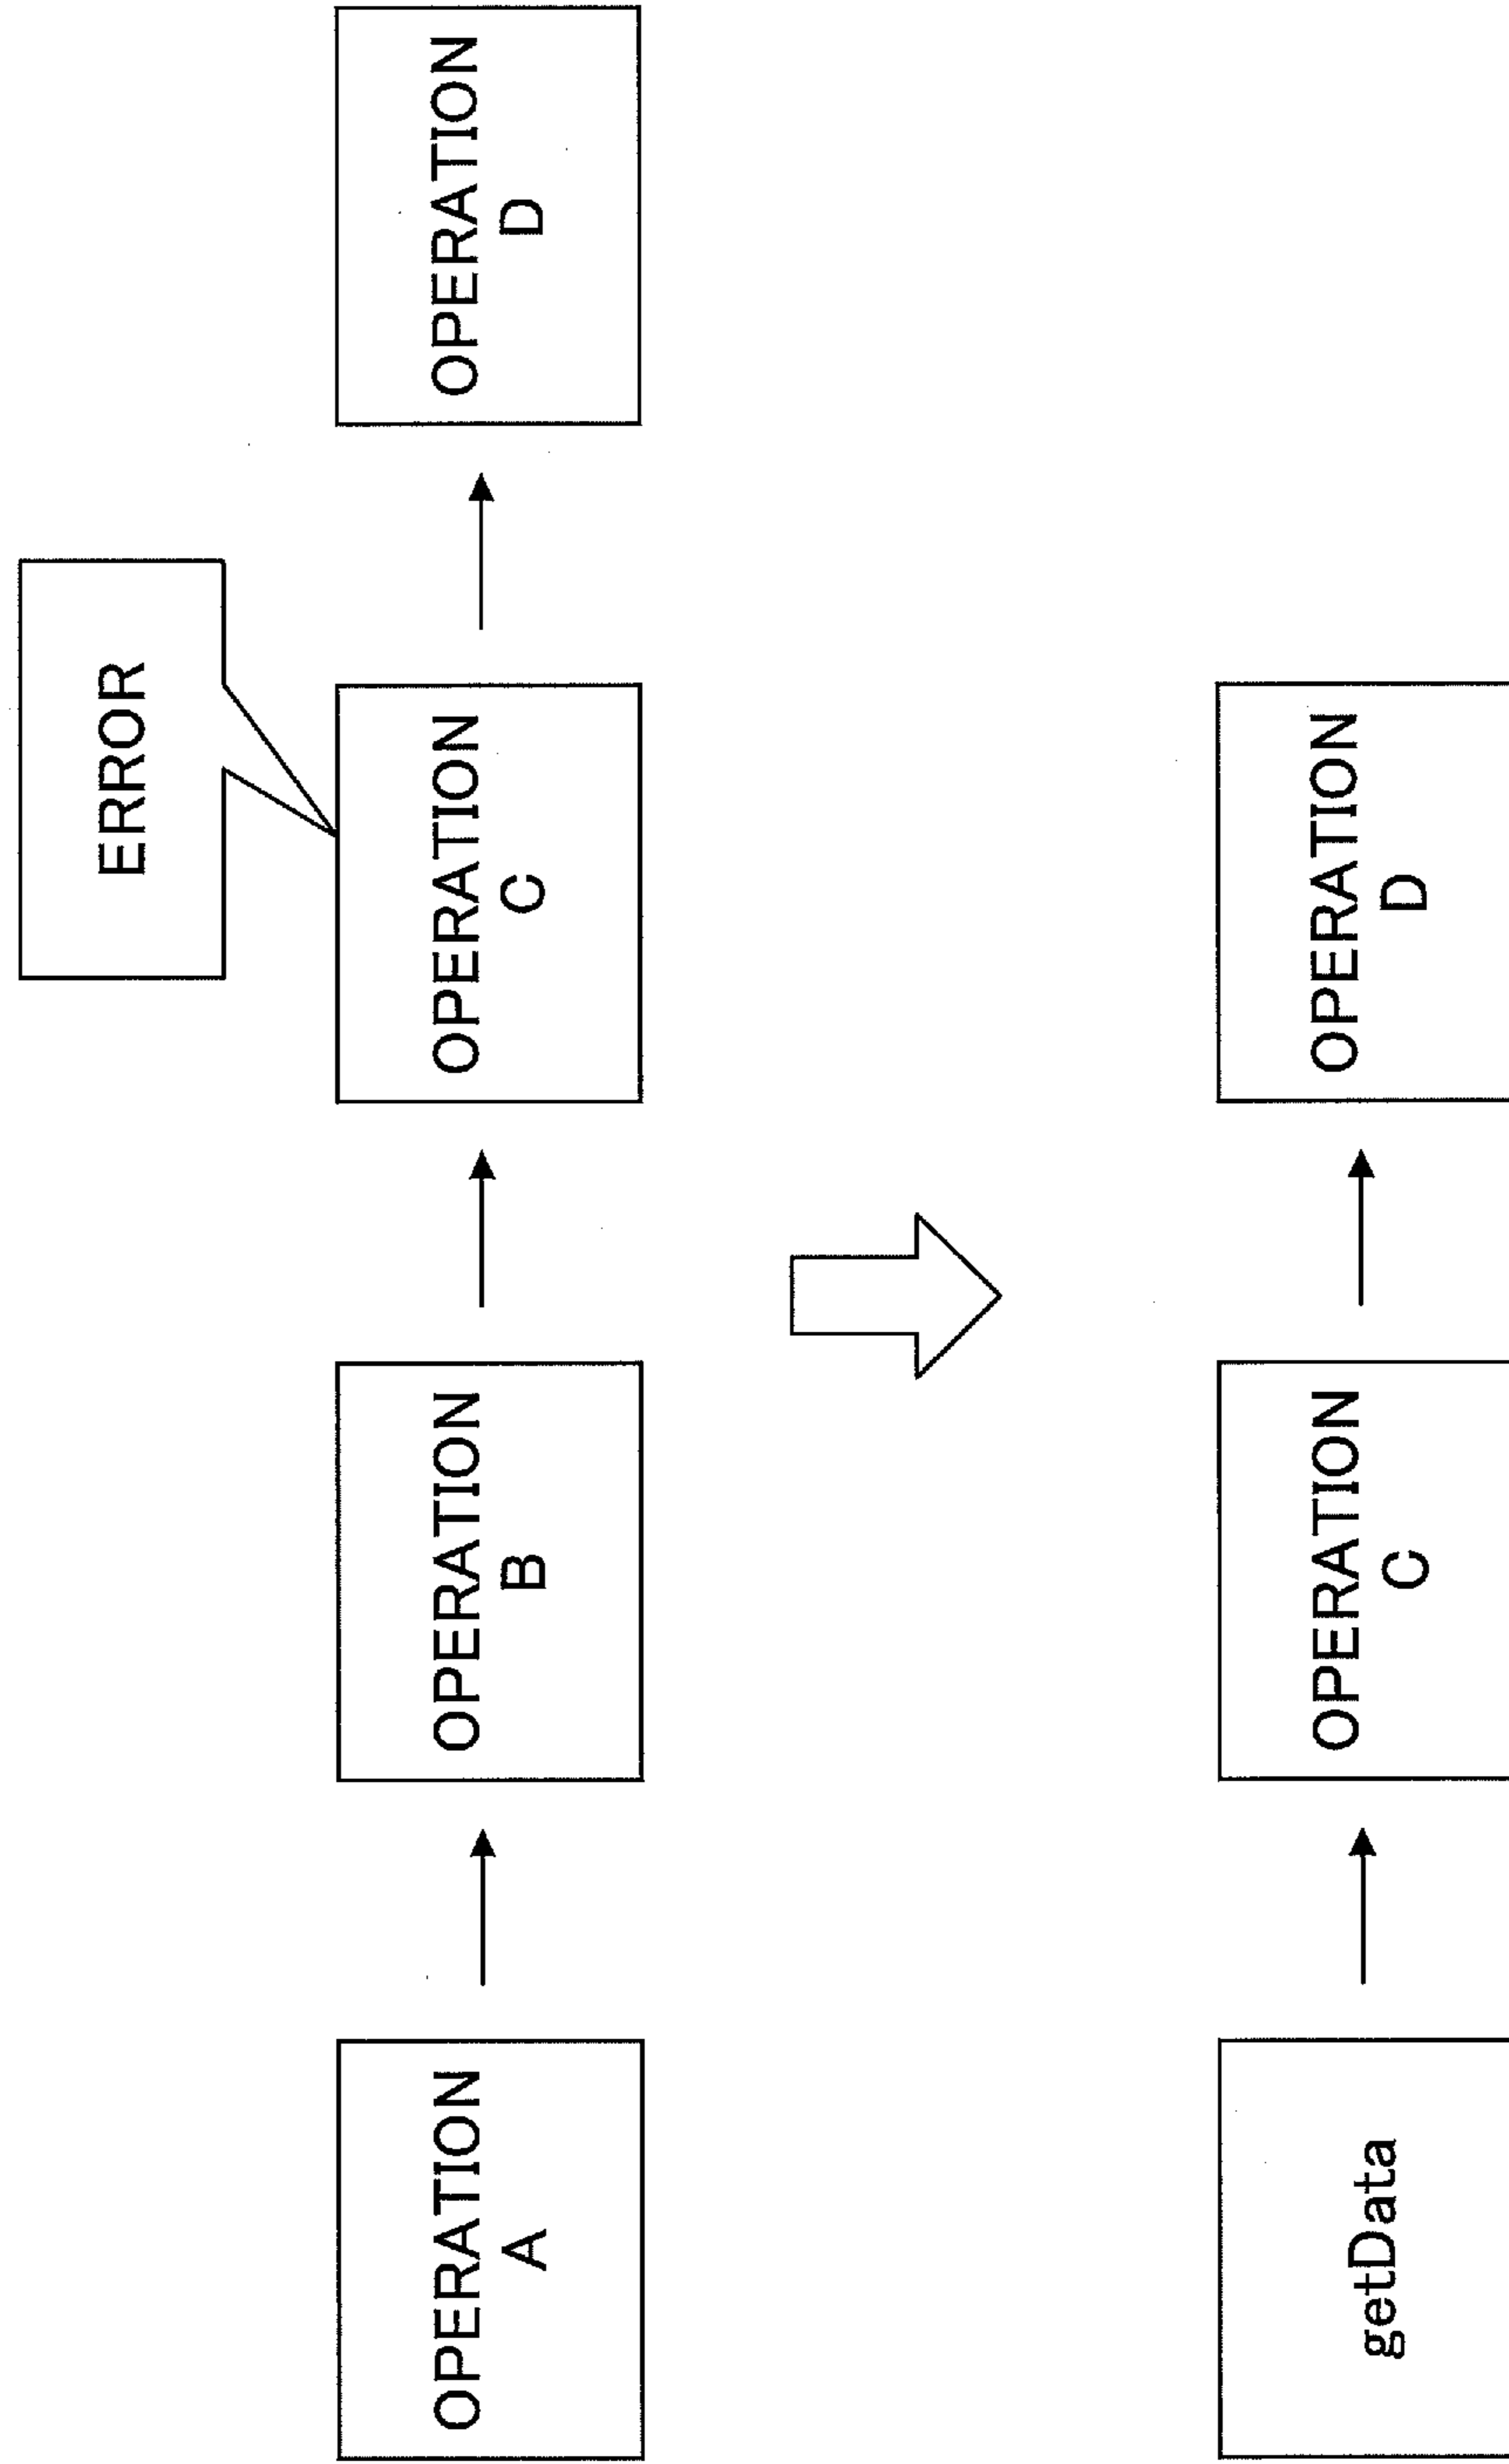 ERROR
OPERATION
A
OPERATION
B
OPERATION
C
OPERATION
D
getData
OPERATION
C
OPERATION
D